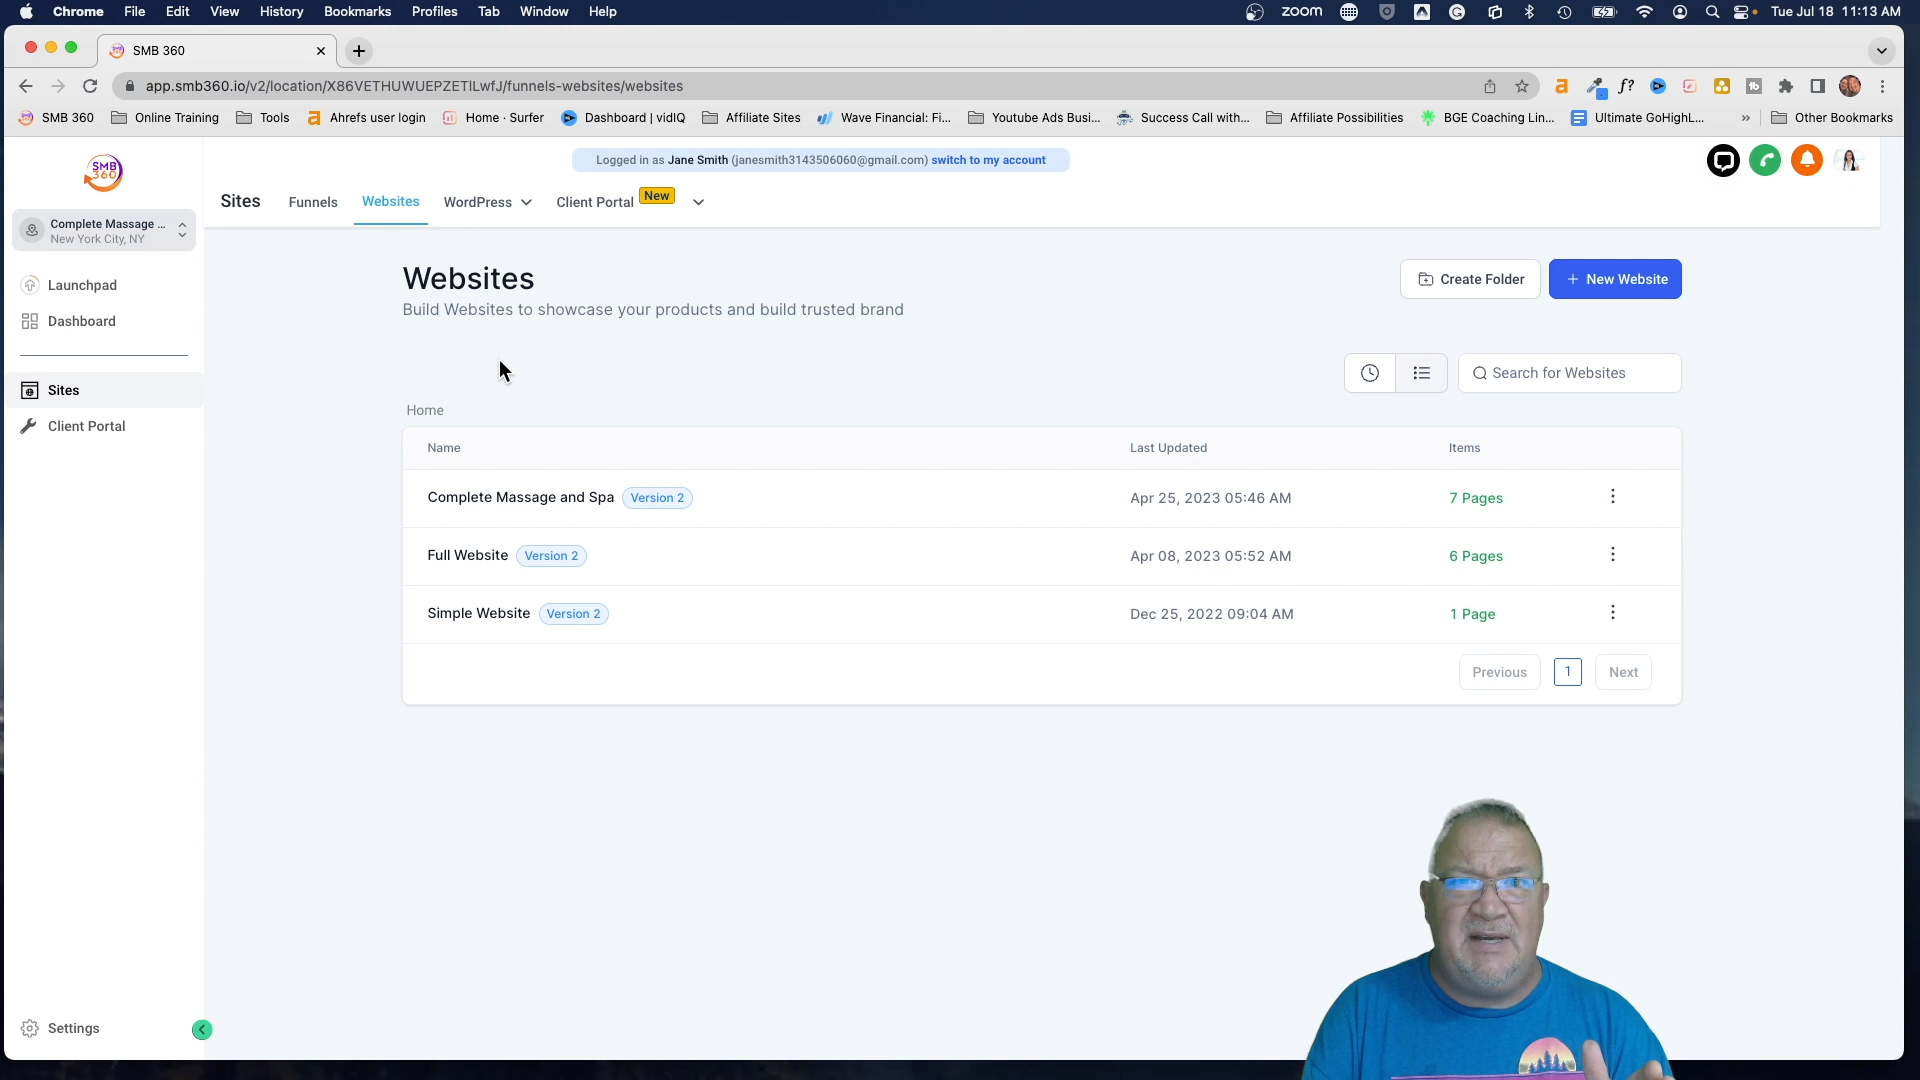 Chrome File Edit View History Bookmarks Profiles Tab Window Help zoom Tue Jul 18 11:13 AM
SMB 360
app.smb360.io/v2/location/X86VETHUWUEPZETlLwfJ/funnels-websites/websites
SMB 360 Online Training Tools Ahrefs user login Home · Surfer Dashboard | vidIQ Affiliate Sites Wave Financial: Fi... Youtube Ads Busi... Success Call with... Affiliate Possibilities BGE Coaching Lin... Ultimate GoHighL... » Other Bookmarks
SMB
360
Logged in as Jane Smith (janesmith3143506060@gmail.com) switch to my account
Sites Funnels Websites WordPress Client Portal New
Complete Massage ...
New York City, NY
Launchpad
Dashboard
Sites
Client Portal
Settings
Websites
Build Websites to showcase your products and build trusted brand
Create Folder
+ New Website
Search for Websites
Home
Name Last Updated Items
Complete Massage and Spa Version 2 Apr 25, 2023 05:46 AM 7 Pages
Full Website Version 2 Apr 08, 2023 05:52 AM 6 Pages
Simple Website Version 2 Dec 25, 2022 09:04 AM 1 Page
Previous 1 Next